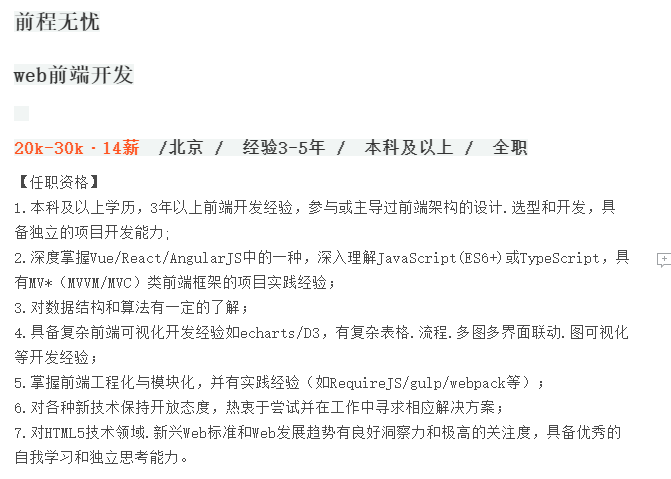 前程无忧
web前端开发
20k-30k·14薪  /北京 /  经验3-5年 /  本科及以上 /  全职
【任职资格】
1.本科及以上学历，3年以上前端开发经验，参与或主导过前端架构的设计.选型和开发，具
备独立的项目开发能力;
2.深度掌握Vue/React/AngularJS中的一种，深入理解JavaScript(ES6+)或TypeScript，具
有MV*（MVVM/MVC）类前端框架的项目实践经验；
3.对数据结构和算法有一定的了解；
4.具备复杂前端可视化开发经验如echarts/D3，有复杂表格.流程.多图多界面联动.图可视化
等开发经验；
5.掌握前端工程化与模块化，并有实践经验（如RequireJS/gulp/webpack等）；
6.对各种新技术保持开放态度，热衷于尝试并在工作中寻求相应解决方案；
7.对HTML5技术领域.新兴Web标准和Web发展趋势有良好洞察力和极高的关注度，具备优秀的
自我学习和独立思考能力。